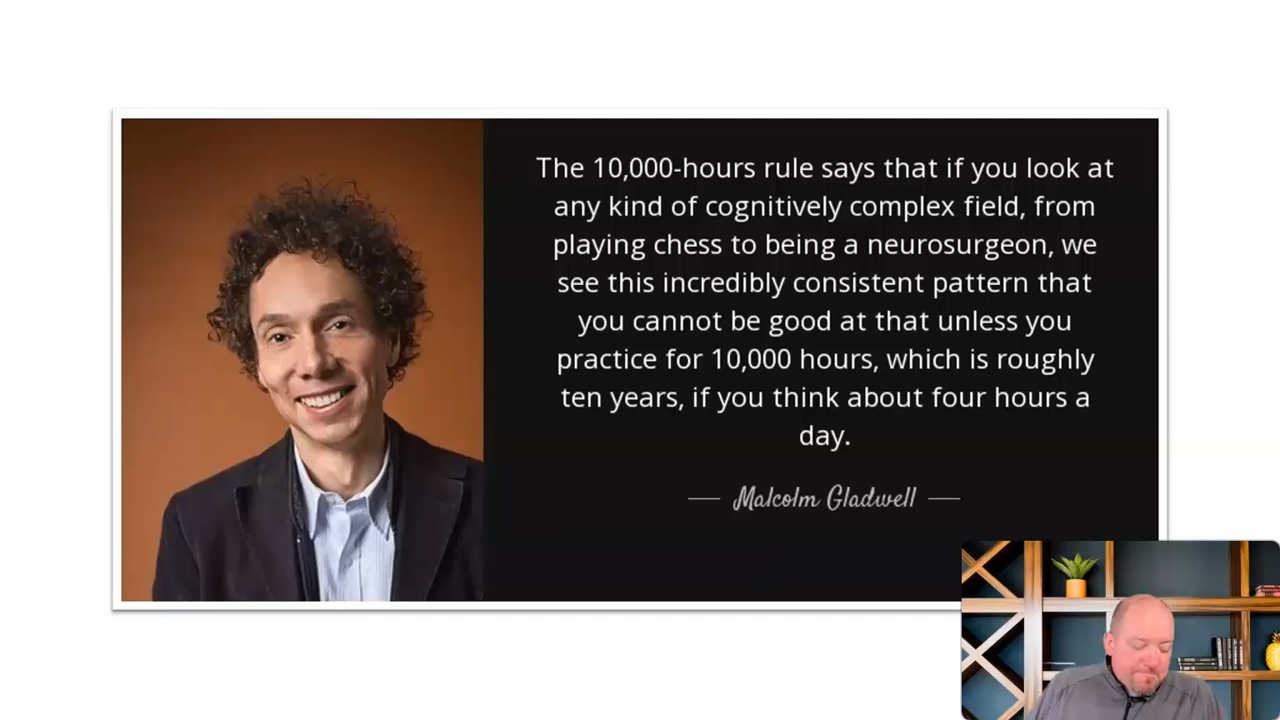 The 10,000-hours rule says that if you look at
any kind of cognitively complex field, from
playing chess to being a neurosurgeon, we
see this incredibly consistent pattern that
you cannot be good at that unless you
practice for 10,000 hours, which is roughly
ten years, if you think about four hours a
day.
Malcolm Gladwell